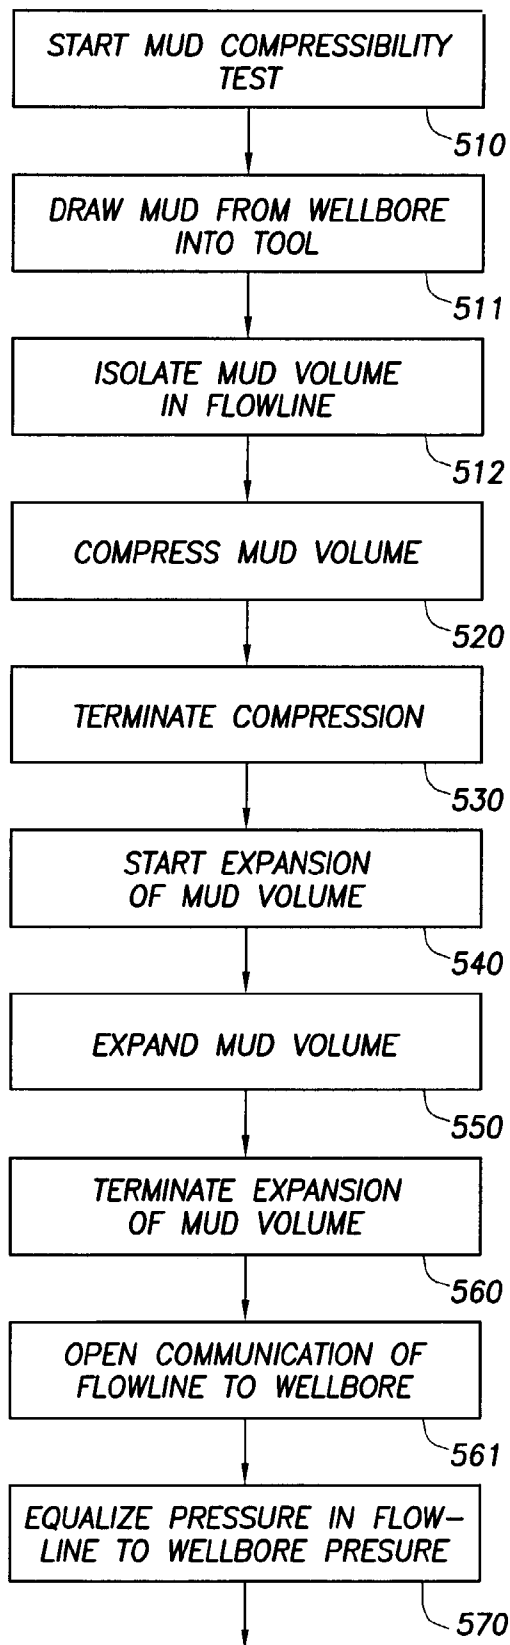 START MUD COMPRESSIBILITY
TEST
510
DRAW MUD FROM WELLBORE
INTO TOOL
511
ISOLATE MUD VOLUME
IN FLOWLINE
512
COMPRESS MUD VOLUME
520
TERMINATE COMPRESSION
530
START EXPANSION
OF MUD VOLUME
540
EXPAND MUD VOLUME
550
TERMINATE EXPANSION
OF MUD VOLUME
560
OPEN COMMUNICATION OF
FLOWLINE TO WELLBORE
561
EQUALIZE PRESSURE IN FLOW–
LINE TO WELLBORE PRESURE
570